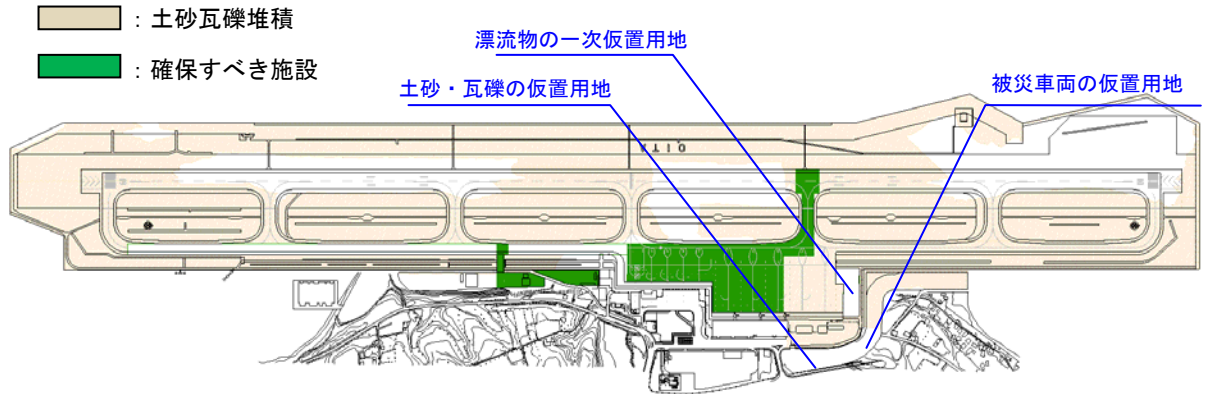 ：土砂瓦礫堆積
：確保すべき施設
漂流物の一次仮置用地
土砂・瓦礫の仮置用地
被災車両の仮置用地
OITA